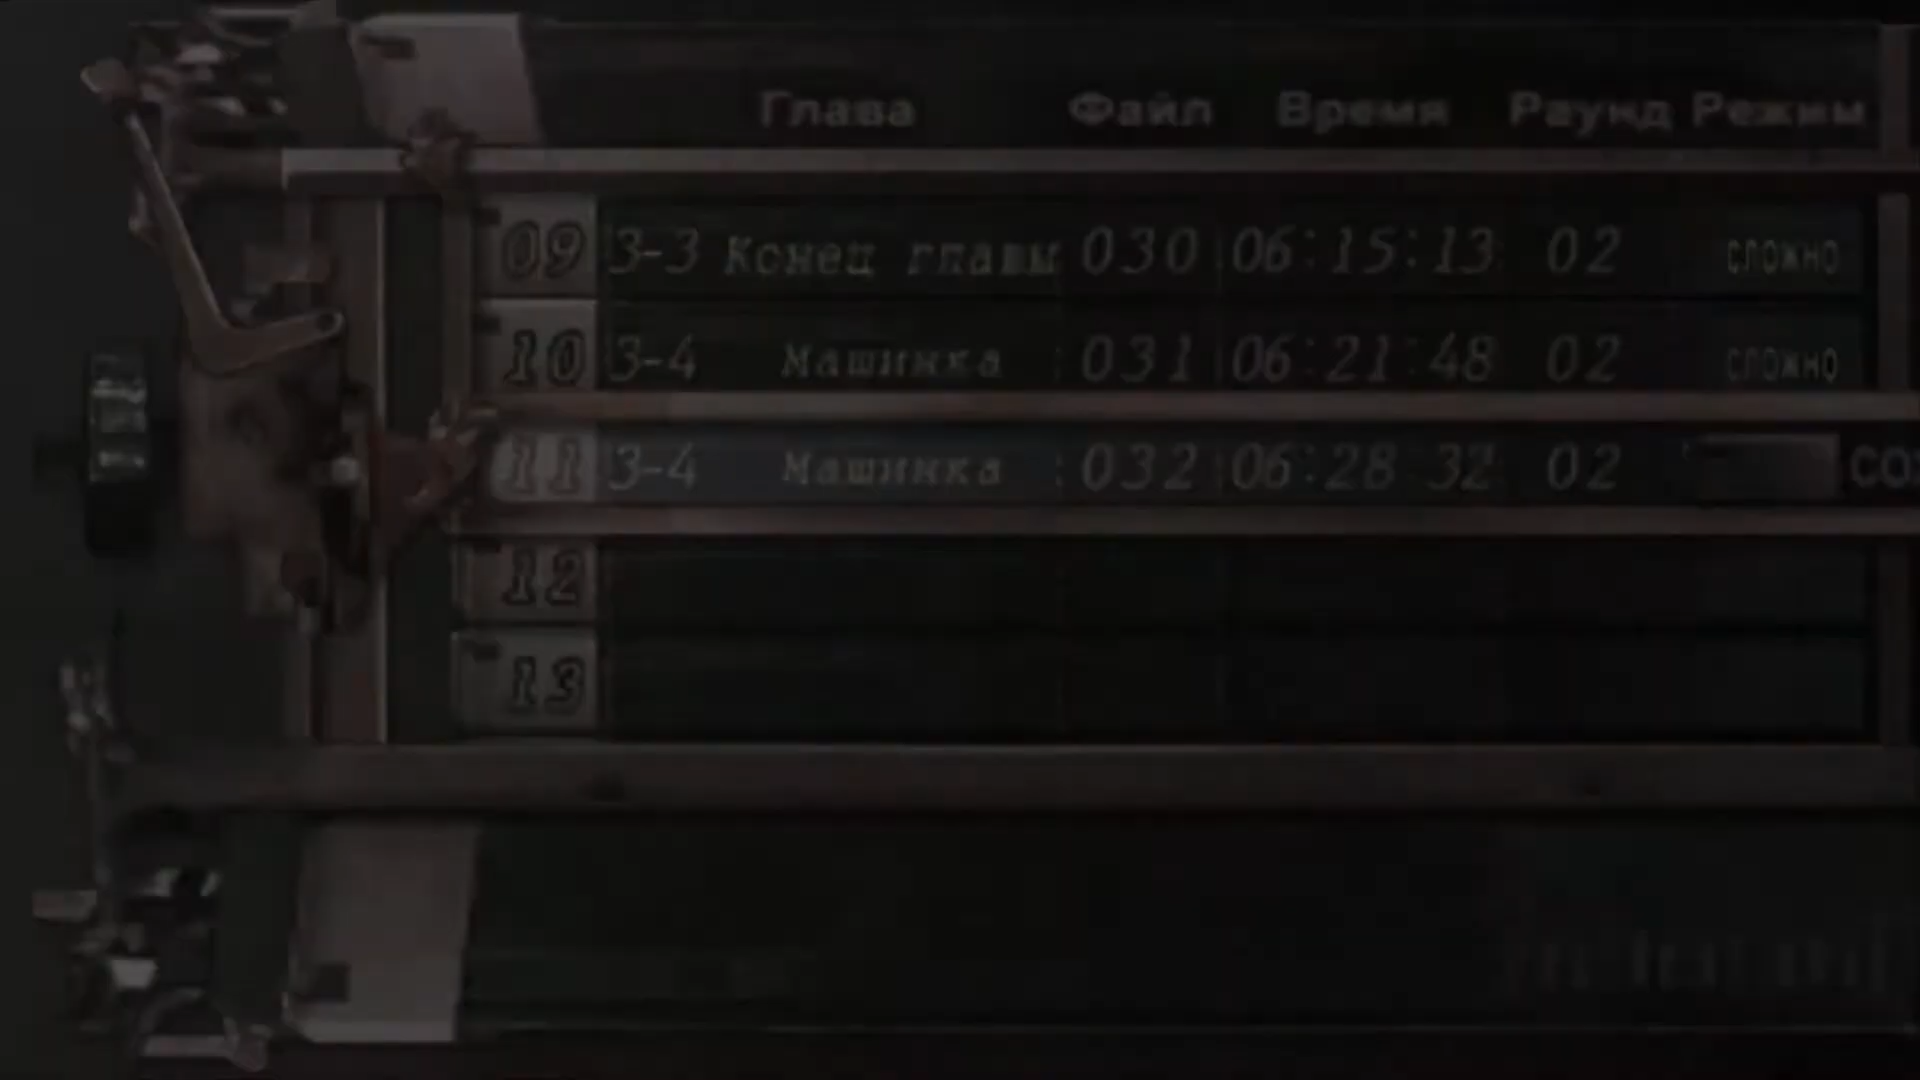 Глава Файл Время Раунд Режим
09 3-3 Конец главы 030 06:15:13 02 СЛОЖНО
10 3-4 Машинка 031 06:21:48 02 СЛОЖНО
11 3-4 Машинка 032 06:28 32 02
12
13